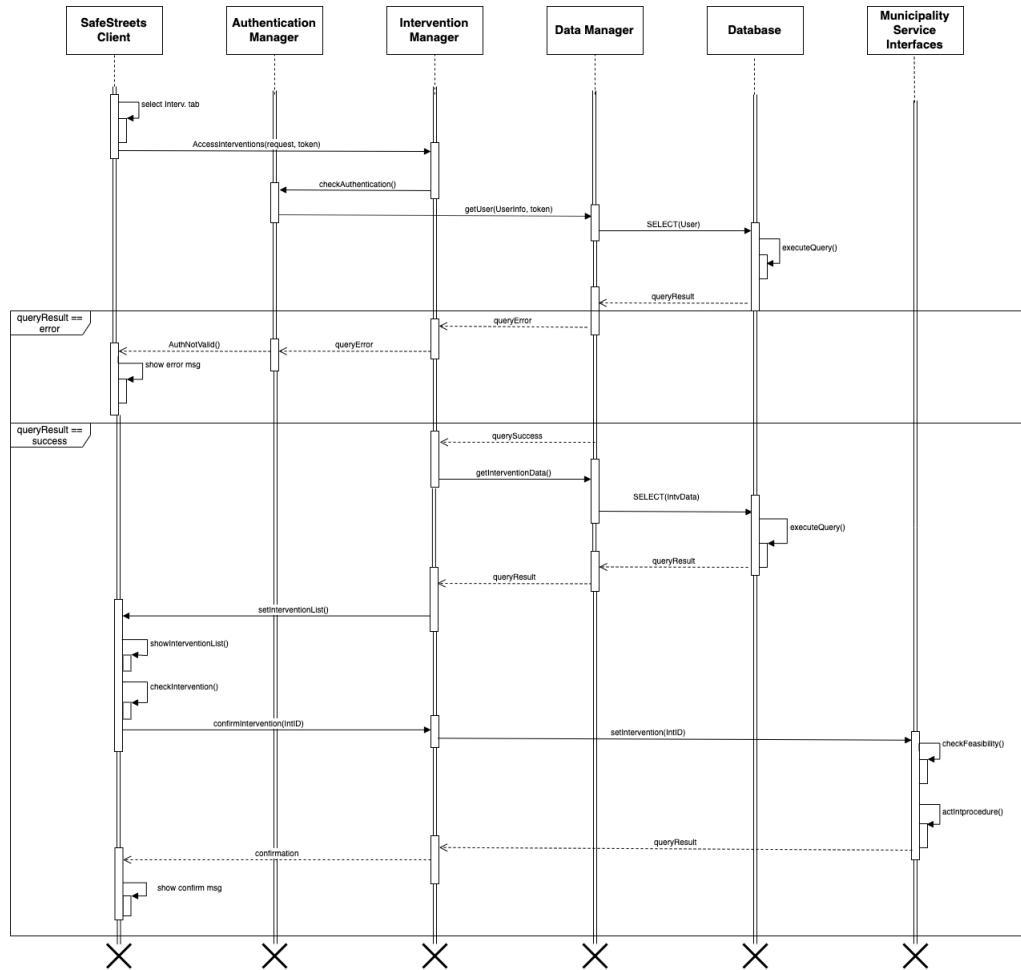 SafeStreets
Client
Authentication
Manager
Intervention
Manager
Data Manager
Database
Municipality
Service
Interfaces
select Interv. tab
AccessInterventions(request, token)
checkAuthentication()
getUser(UserInfo, token)
SELECT(User)
executeQuery()
queryResult
queryResult ==
error
queryError
AuthNotValid()
queryError
show error msg
queryResult ==
success
querySuccess
getInterventionData()
SELECT(IntvData)
executeQuery()
queryResult
queryResult
setInterventionList()
showInterventionList()
checkIntervention()
confirmIntervention(IntID)
setIntervention(IntID)
checkFeasibility()
actIntprocedure()
queryResult
confirmation
show confirm msg